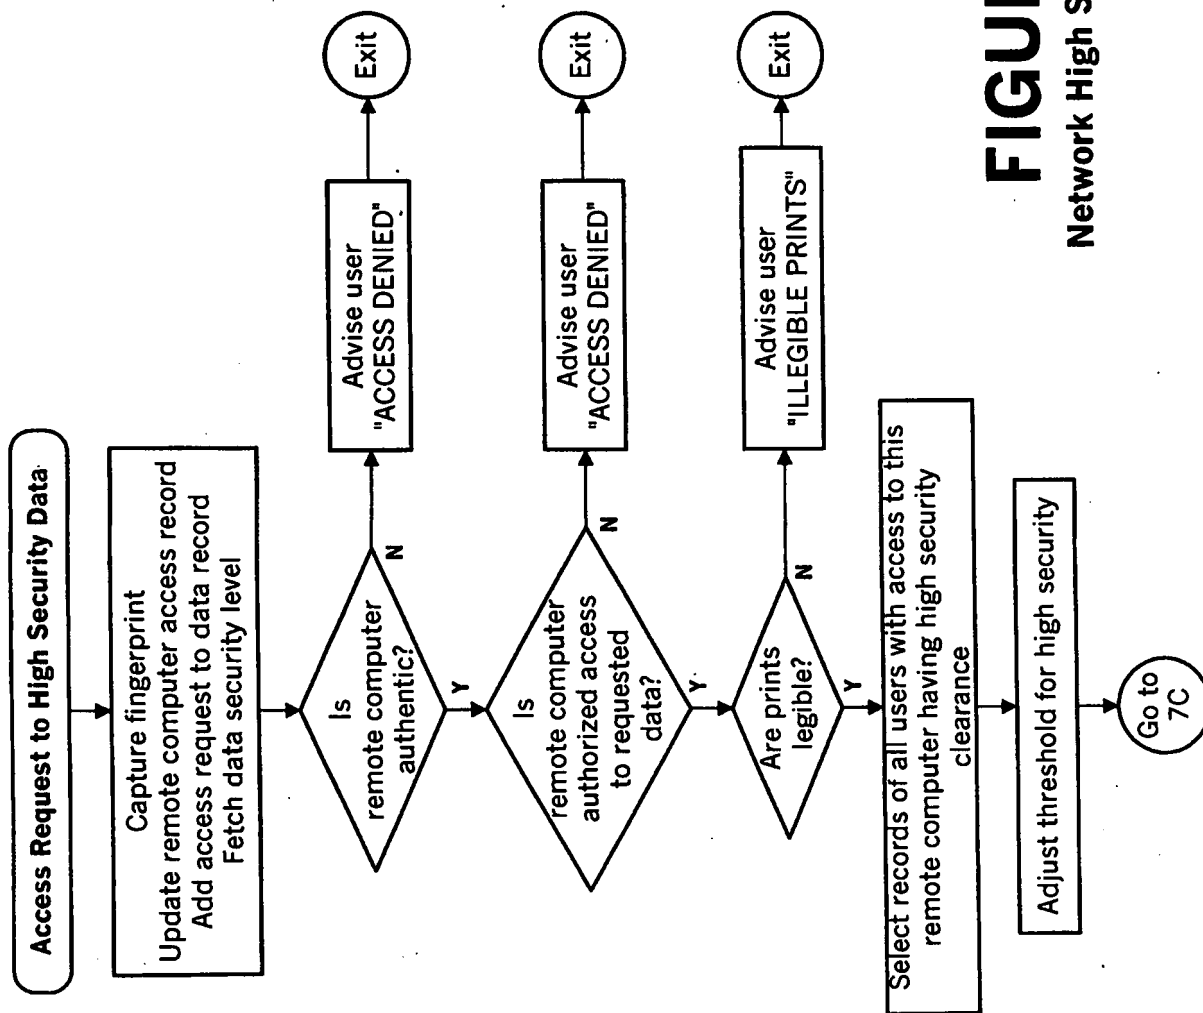 Access Request to High Security Data
Capture fingerprint
Update remote computer access record
Add access request to data record
Fetch data security level
Is
remote computer
authentic?
N
Advise user
"ACCESS DENIED"
Exit
Y
Is
remote computer
authorized access
to requested
data?
N
Advise user
"ACCESS DENIED"
Exit
Y
Are prints
legible?
N
Advise user
"ILLEGIBLE PRINTS"
Exit
Y
Select records of all users with access to this
remote computer having high security
clearance
Adjust threshold for high security
Go to
7C
Network High